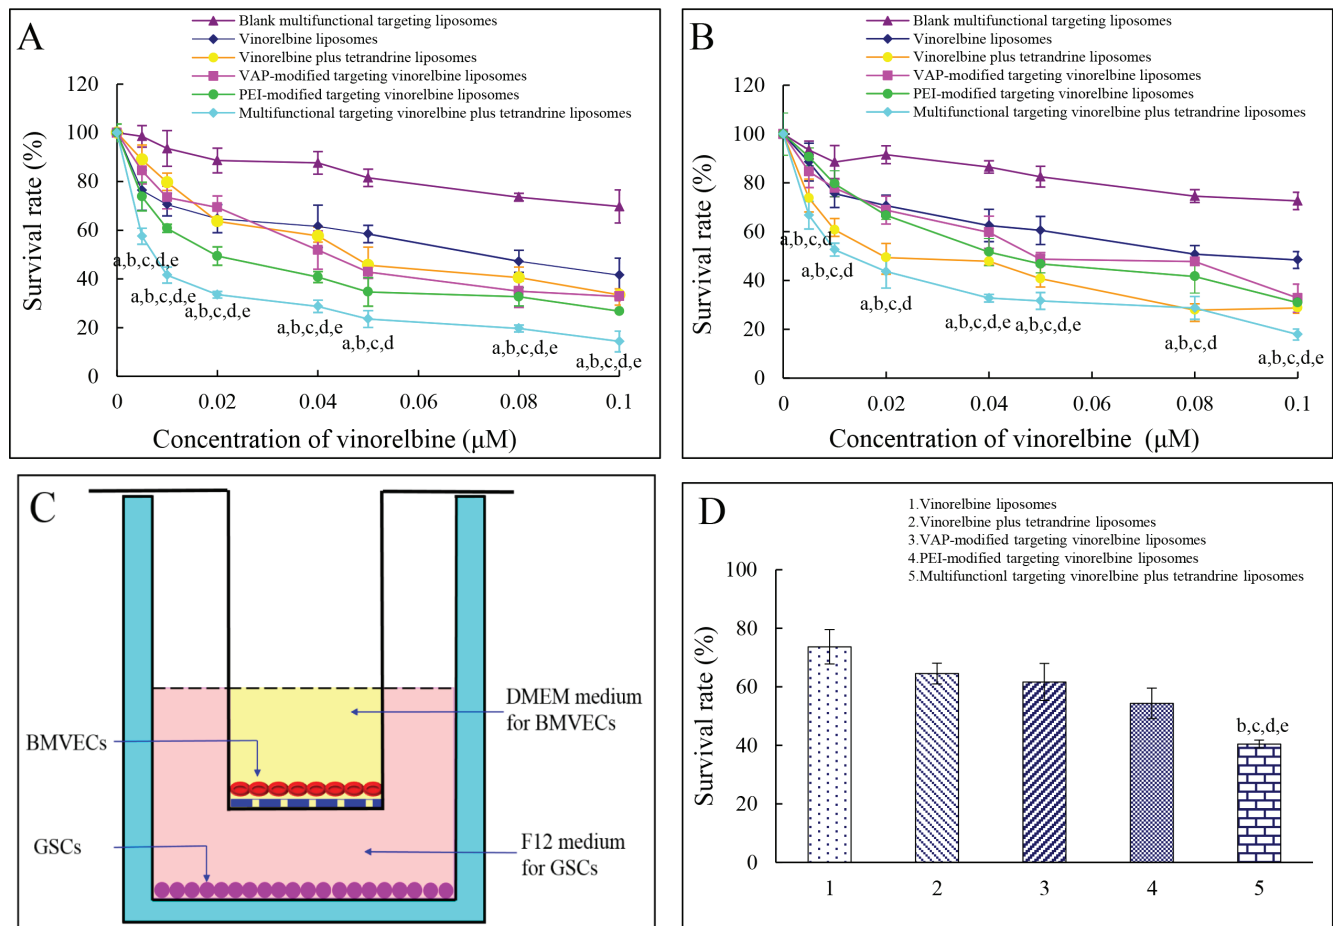 A
Blank multifunctional targeting liposomes
Vinorelbine liposomes
Vinorelbine plus tetrandrine liposomes
VAP-modified targeting vinorelbine liposomes
PEI-modified targeting vinorelbine liposomes
Multifunctional targeting vinorelbine plus tetrandrine liposomes
Survival rate (%)
120
100
80
60
40
20
0
a,b,c,d,e
a,b,c,d,e
a,b,c,d,e
a,b,c,d,e
a,b,c,d
a,b,c,d,e
a,b,c,d,e
0 0.02 0.04 0.06 0.08 0.1
Concentration of vinorelbine (μM)
B
Blank multifunctional targeting liposomes
Vinorelbine liposomes
Vinorelbine plus tetrandrine liposomes
VAP-modified targeting vinorelbine liposomes
PEI-modified targeting vinorelbine liposomes
Multifunctional targeting vinorelbine plus tetrandrine liposomes
Survival rate (%)
120
100
80
60
40
20
0
a,b,c,d
a,b,c,d
a,b,c,d
a,b,c,d,e
a,b,c,d,e
a,b,c,d
a,b,c,d,e
0 0.02 0.04 0.06 0.08 0.1
Concentration of vinorelbine (μM)
C
DMEM medium
for BMVECs
BMVECs
GSCs
F12 medium
for GSCs
D
1.Vinorelbine liposomes
2.Vinorelbine plus tetrandrine liposomes
3.VAP-modified targeting vinorelbine liposomes
4.PEI-modified targeting vinorelbine liposomes
5.Multifunctionl targeting vinorelbine plus tetrandrine liposomes
Survival rate (%)
100
80
60
40
20
0
b,c,d,e
1 2 3 4 5